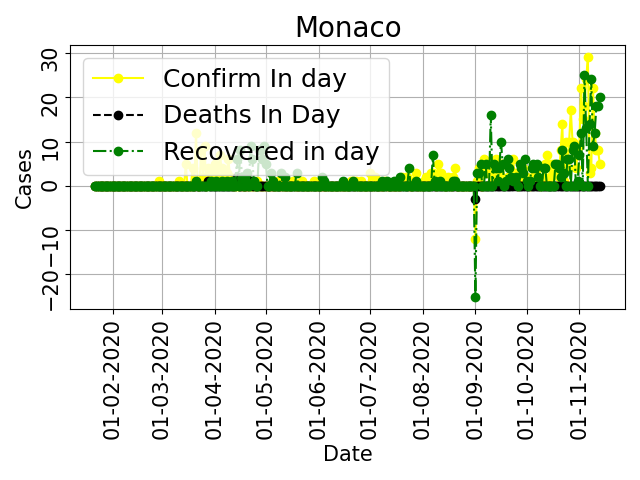 Monaco
30
20
10
0
−10
−20
Cases
Confirm In day
Deaths In Day
Recovered in day
01-02-2020
01-03-2020
01-04-2020
01-05-2020
01-06-2020
01-07-2020
01-08-2020
01-09-2020
01-10-2020
01-11-2020
Date